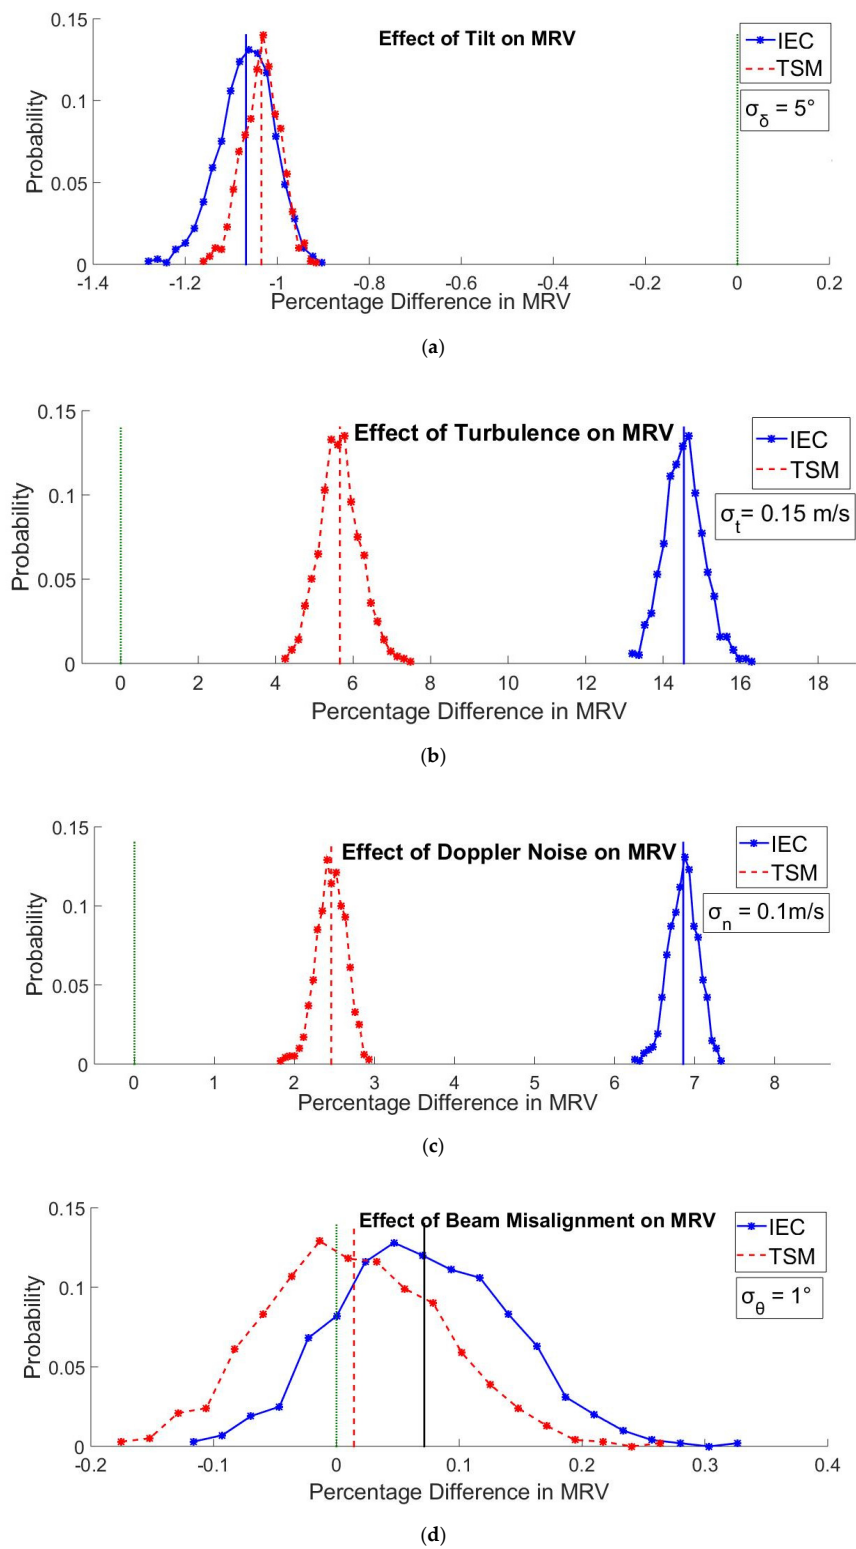 0.15
Effect of Tilt on MRV
IEC
TSM
0.1
σδ = 5°
Probability
0.05
0
-1.4 -1.2 -1 -0.8 -0.6 -0.4 -0.2 0 0.2
Percentage Difference in MRV
(a)
0.15
Effect of Turbulence on MRV
IEC
TSM
σt= 0.15 m/s
0.1
Probability
0.05
0
0 2 4 6 8 10 12 14 16 18
Percentage Difference in MRV
(b)
0.15
Effect of Doppler Noise on MRV
IEC
TSM
σn = 0.1m/s
0.1
Probability
0.05
0
0 1 2 3 4 5 6 7 8
Percentage Difference in MRV
(c)
0.15
Effect of Beam Misalignment on MRV
IEC
TSM
σθ = 1°
0.1
Probability
0.05
0
-0.2 -0.1 0 0.1 0.2 0.3 0.4
Percentage Difference in MRV
(d)